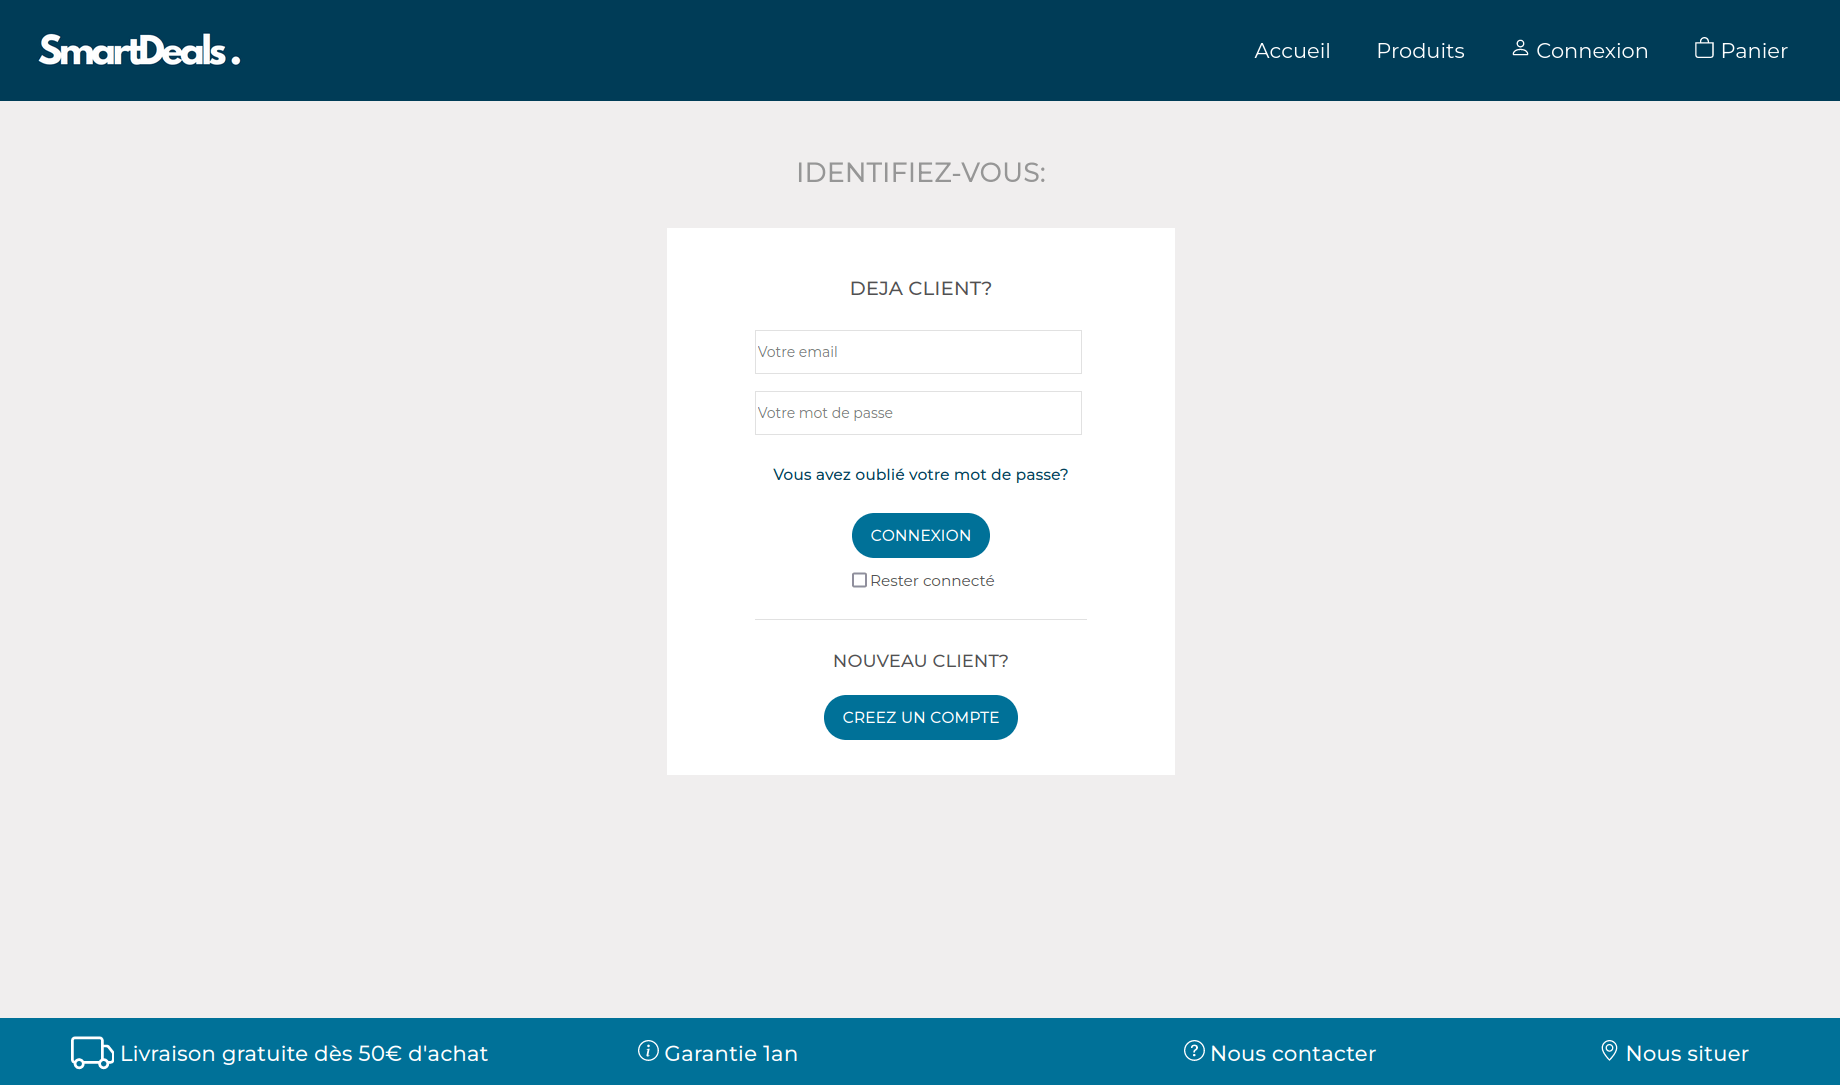 SmartDeals.
Accueil Produits Connexion Panier
IDENTIFIEZ-VOUS:
DEJA CLIENT?
Votre email
Votre mot de passe
Vous avez oublié votre mot de passe?
CONNEXION
Rester connecté
NOUVEAU CLIENT?
CREEZ UN COMPTE
Livraison gratuite dès 50€ d'achat Garantie 1an Nous contacter Nous situer